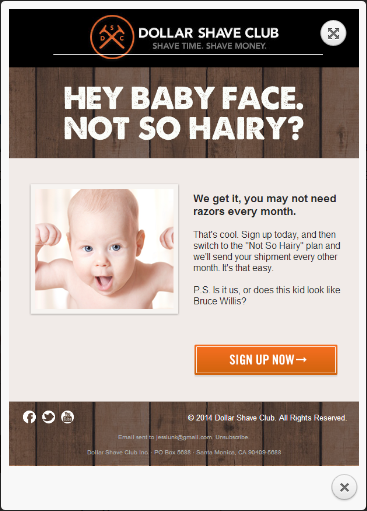 DOLLAR SHAVE CLUB
SHAVE TIME. SHAVE MONEY.
D S C
HEY BABY FACE.
NOT SO HAIRY?
We get it, you may not need
razors every month.
That's cool. Sign up today, and then
switch to the "Not So Hairy" plan and
we'll send your shipment every other
month. It's that easy.
P.S. Is it us, or does this kid look like
Bruce Willis?
SIGN UP NOW→
© 2014 Dollar Shave Club. All Rights Reserved.
Email sent to jesslunk@gmail.com. Unsubscribe.
Dollar Shave Club Inc. · PO Box 5688 · Santa Monica, CA 90409-5688